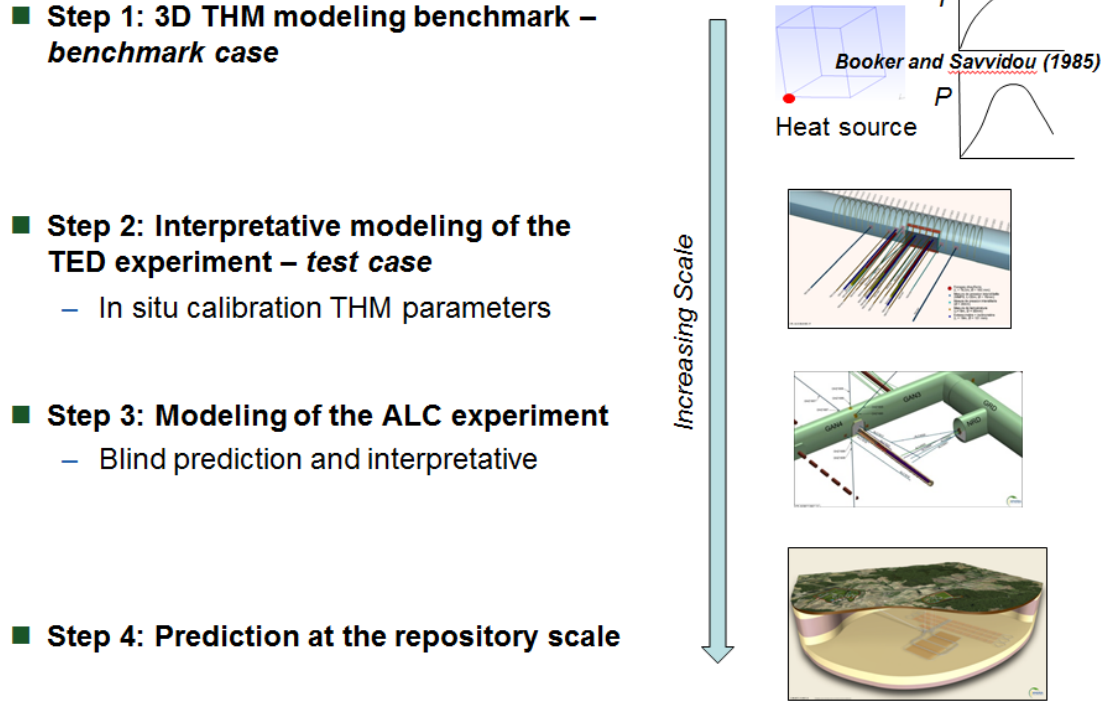 Step 1: 3D THM modeling benchmark –
benchmark case
Booker and Savvidou (1985)
P
Heat source
Step 2: Interpretative modeling of the
TED experiment – test case
– In situ calibration THM parameters
Increasing Scale
Step 3: Modeling of the ALC experiment
– Blind prediction and interpretative
GAN4
GAN3
GRD
NRD
Step 4: Prediction at the repository scale